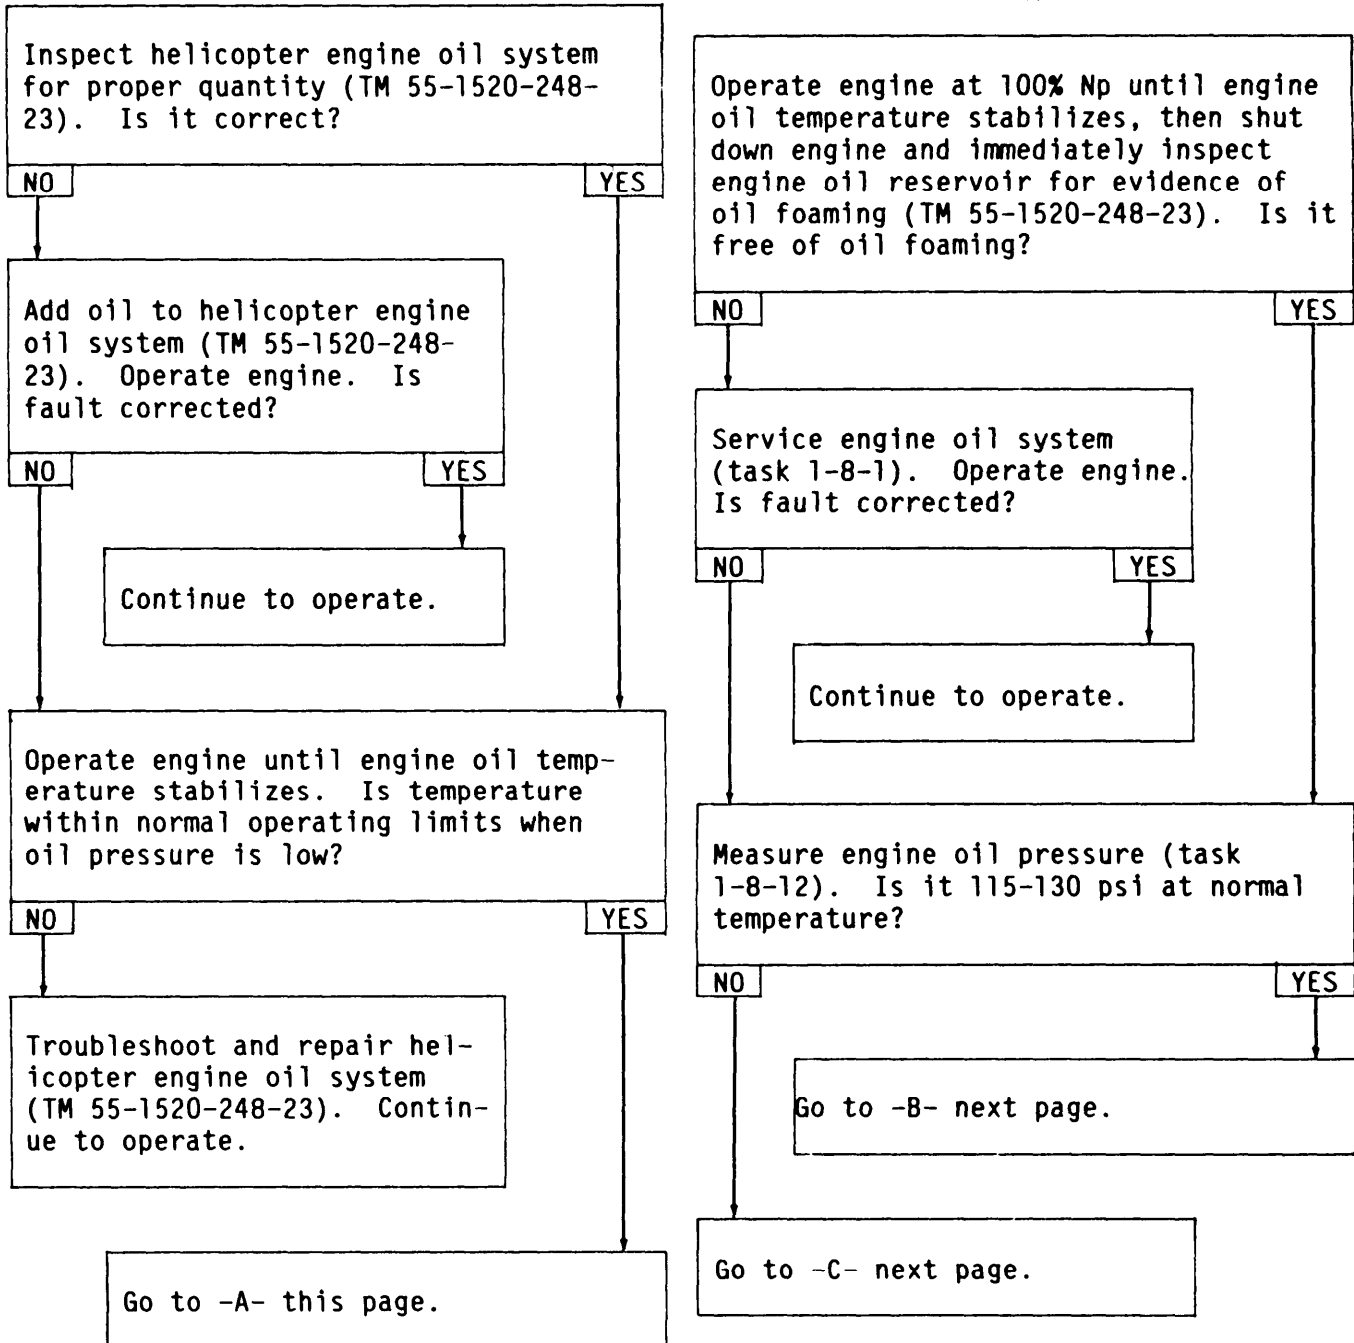 Inspect helicopter engine oil system
for proper quantity (TM 55-1520-248-
23). Is it correct?
NO
YES
Add oil to helicopter engine
oil system (TM 55-1520-248-
23). Operate engine. Is
fault corrected?
NO
YES
Continue to operate.
Operate engine until engine oil temp-
erature stabilizes. Is temperature
within normal operating limits when
oil pressure is low?
NO
YES
Troubleshoot and repair hel-
icopter engine oil system
(TM 55-1520-248-23). Contin-
ue to operate.
Go to -A- this page.
Operate engine at 100% Np until engine
oil temperature stabilizes, then shut
down engine and immediately inspect
engine oil reservoir for evidence of
oil foaming (TM 55-1520-248-23). Is it
free of oil foaming?
NO
YES
Service engine oil system
(task 1-8-1). Operate engine.
Is fault corrected?
NO
YES
Continue to operate.
Measure engine oil pressure (task
1-8-12). Is it 115-130 psi at normal
temperature?
NO
YES
Go to -B- next page.
Go to -C- next page.